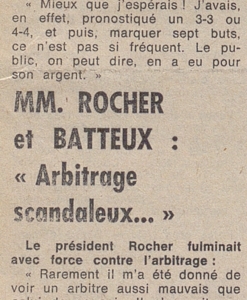 « Mieux que j'espérais ! J'avais,
en effet, pronostiqué un 3-3 ou
4-4, et puis, marquer sept buts,
ce n'est pas si fréquent. Le pu-
blic, on peut dire, en a eu pour
son argent. »
MM. ROCHER
et BATTEUX :
« Arbitrage
scandaleux... »
Le président Rocher fulminait
avec force contre l'arbitrage :
« Rarement il m'a été donné de
voir un arbitre aussi mauvais que